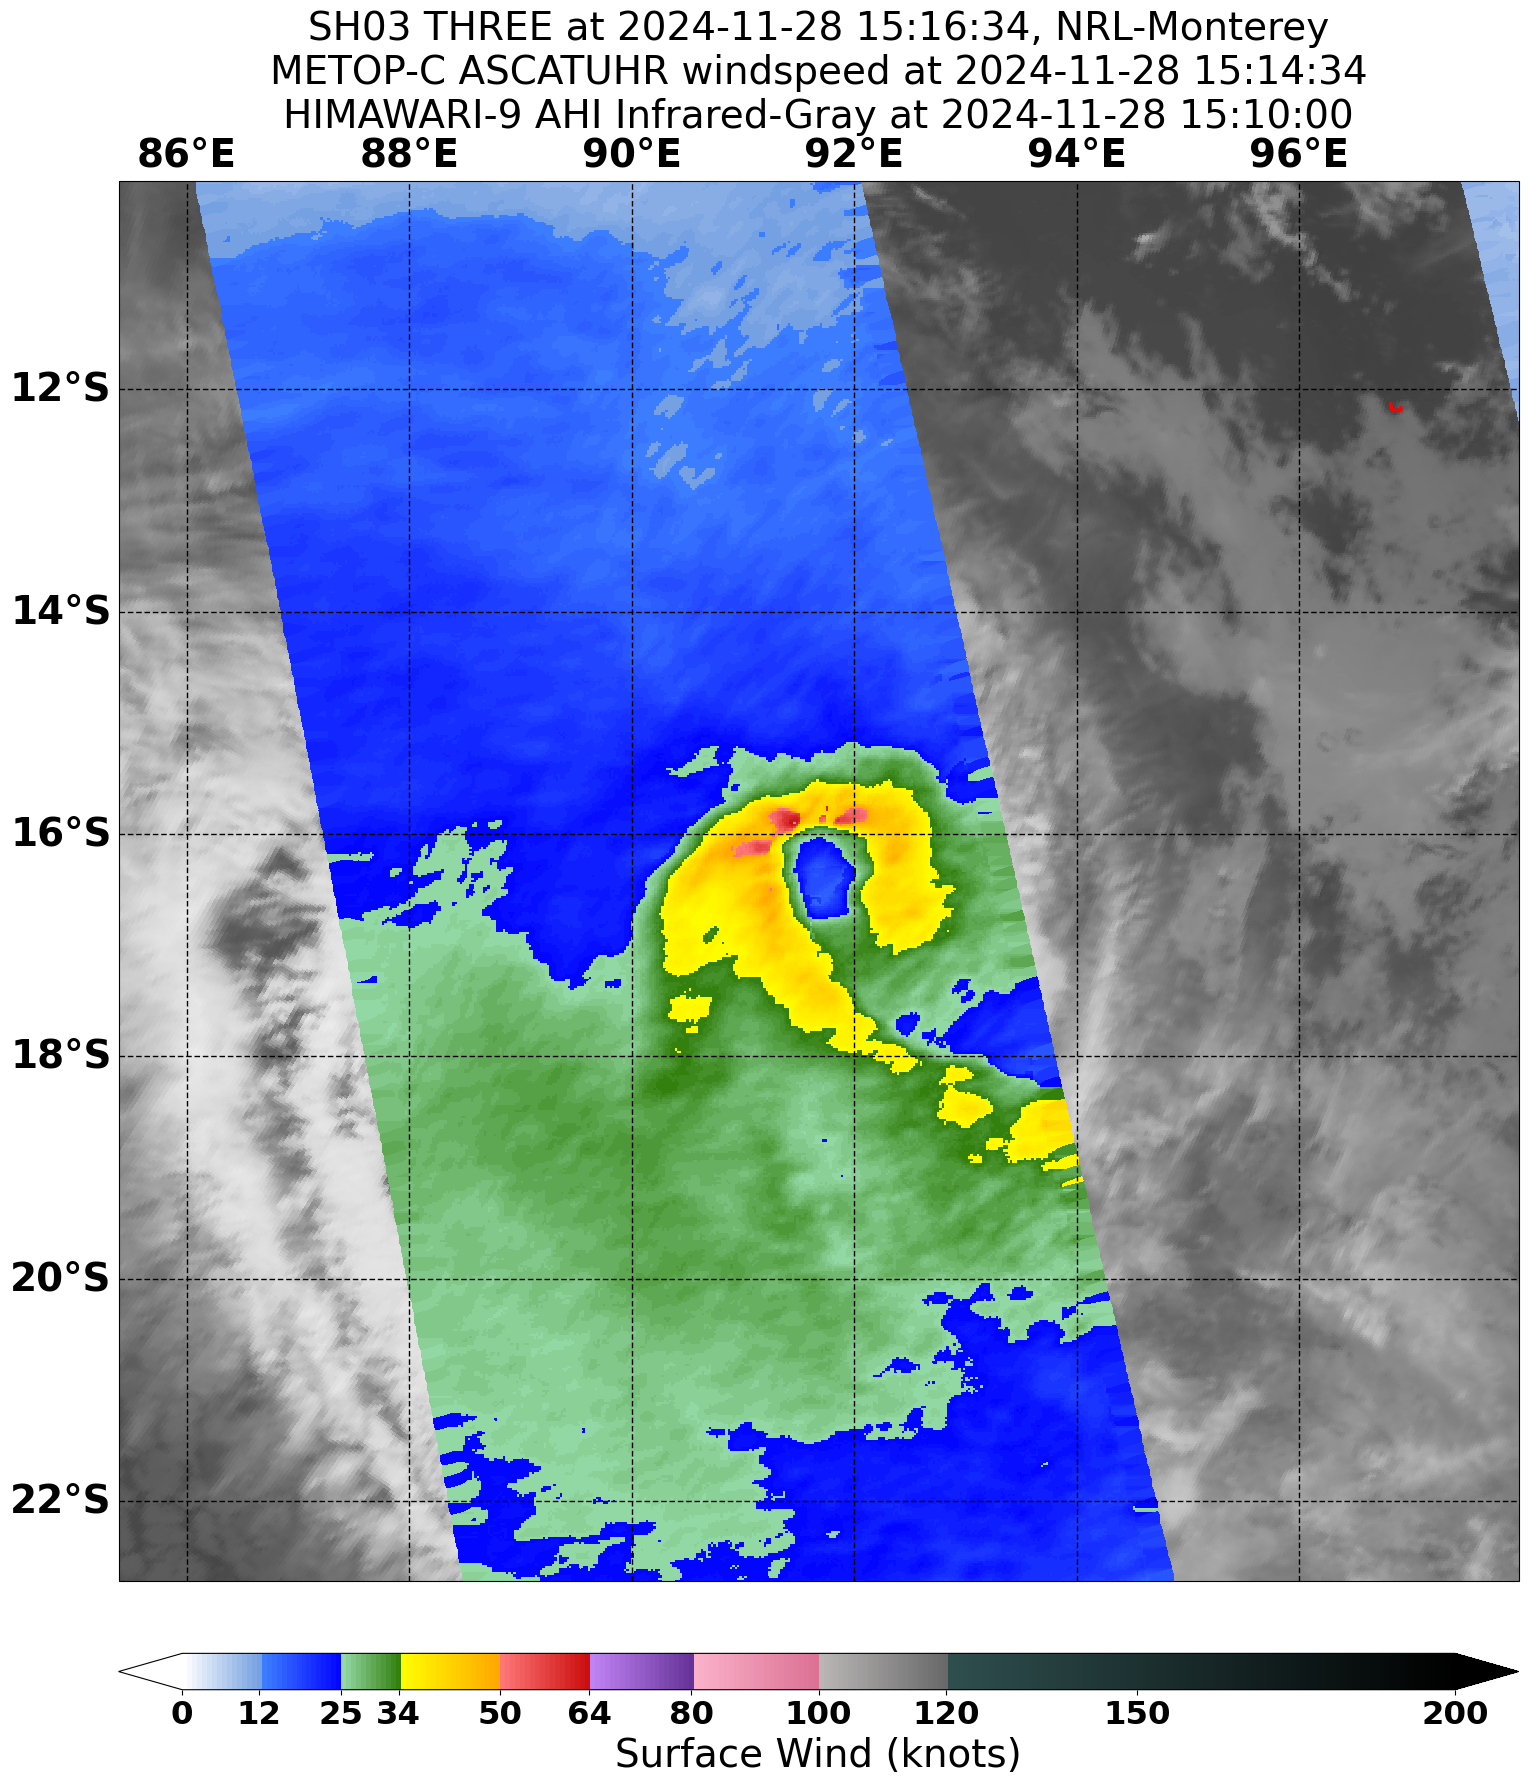 SH03 THREE at 2024-11-28 15:16:34, NRL-Monterey
METOP-C ASCATUHR windspeed at 2024-11-28 15:14:34
HIMAWARI-9 AHI Infrared-Gray at 2024-11-28 15:10:00
86°E 88°E 90°E 92°E 94°E 96°E
12°S
14°S
16°S
18°S
20°S
22°S
0 12 25 34 50 64 80 100 120 150 200
Surface Wind (knots)